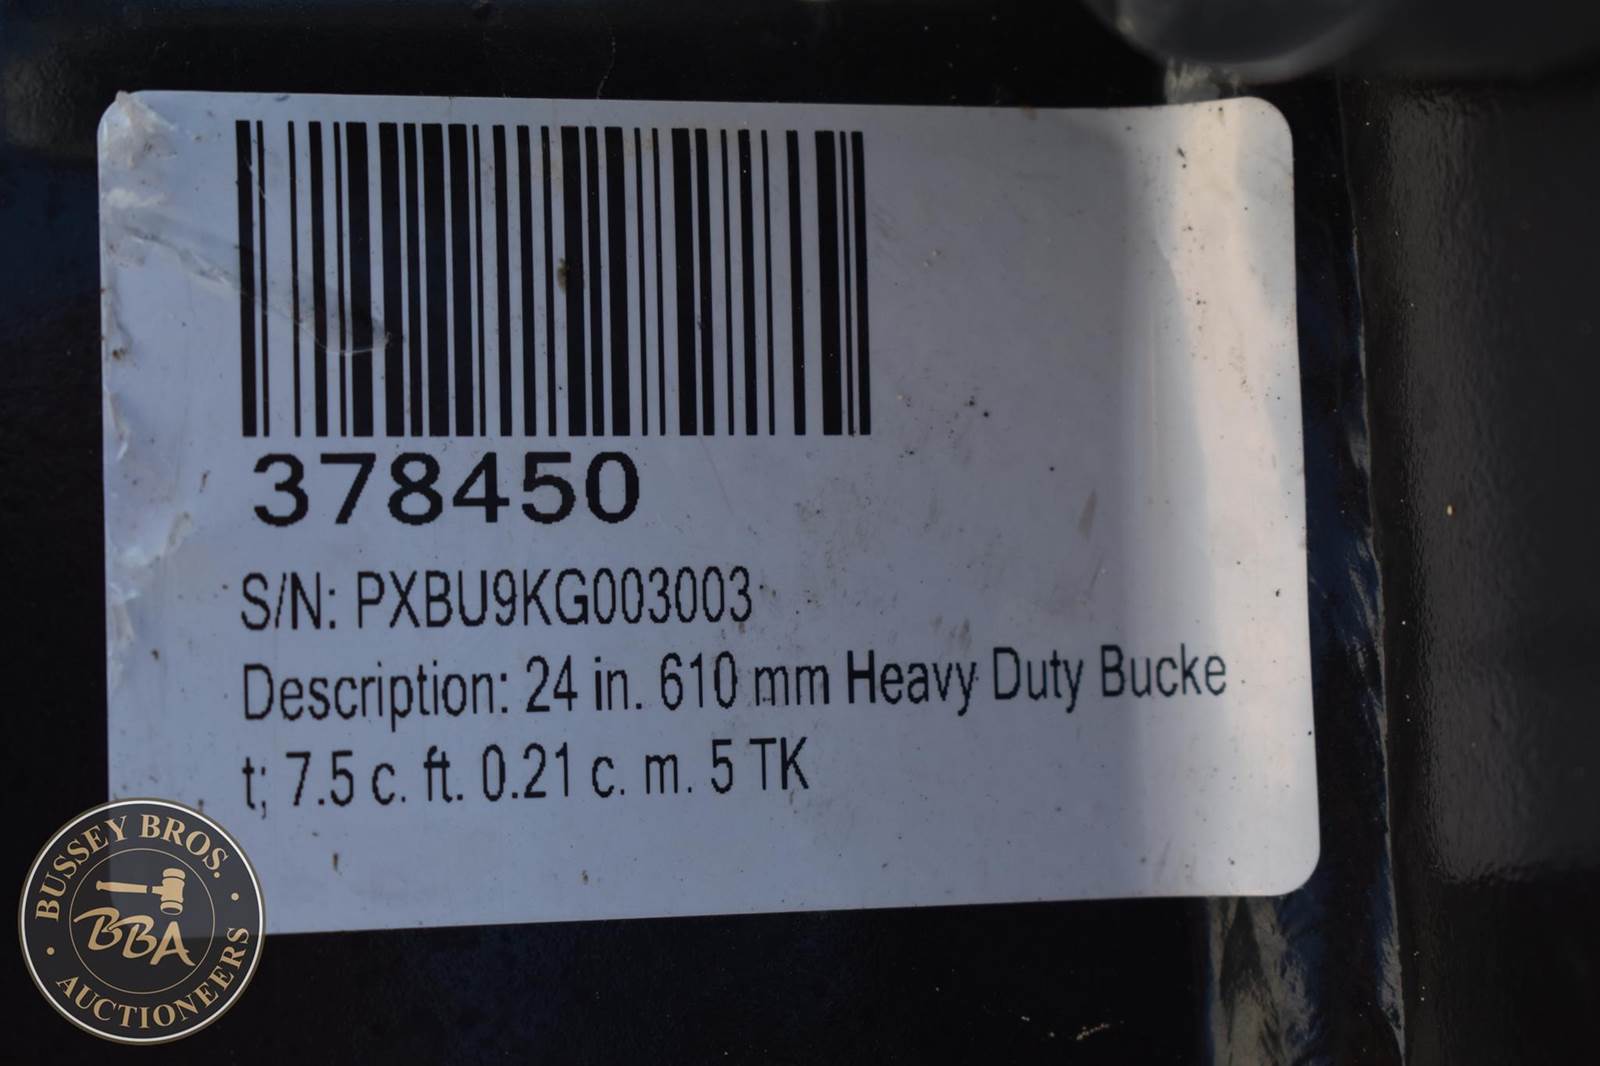 378450
S/N: PXBU9KG003003
Description: 24 in. 610 mm Heavy Duty Bucke
t; 7.5 c. ft. 0.21 c. m. 5 TK
BUSSEY BROS.
BBA
AUCTIONEERS